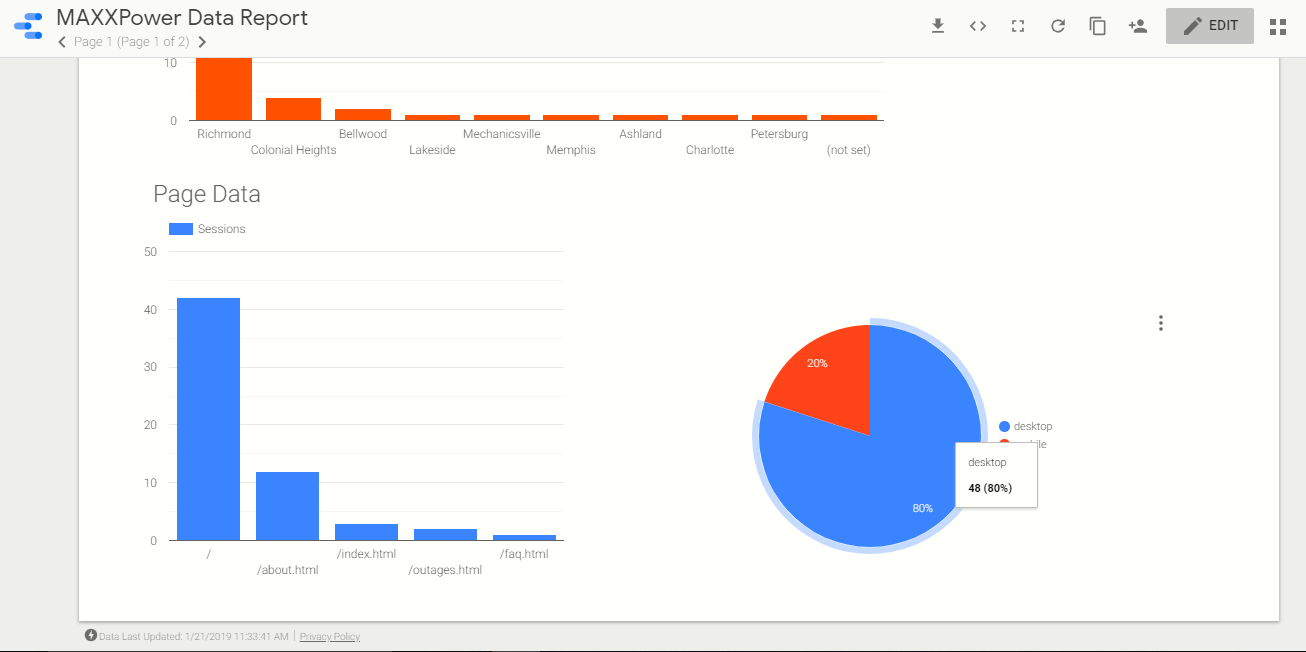 MAXXPower Data Report
Page 1 (Page 1 of 2)
EDIT
10
0
Richmond
Colonial Heights
Bellwood
Lakeside
Mechanicsville
Memphis
Ashland
Charlotte
Petersburg
(not set)
Page Data
Sessions
50
40
30
20
10
0
/
/about.html
/index.html
/outages.html
/faq.html
20%
80%
desktop
desktop
48 (80%)
Data Last Updated: 1/21/2019 11:33:41 AM | Privacy Policy